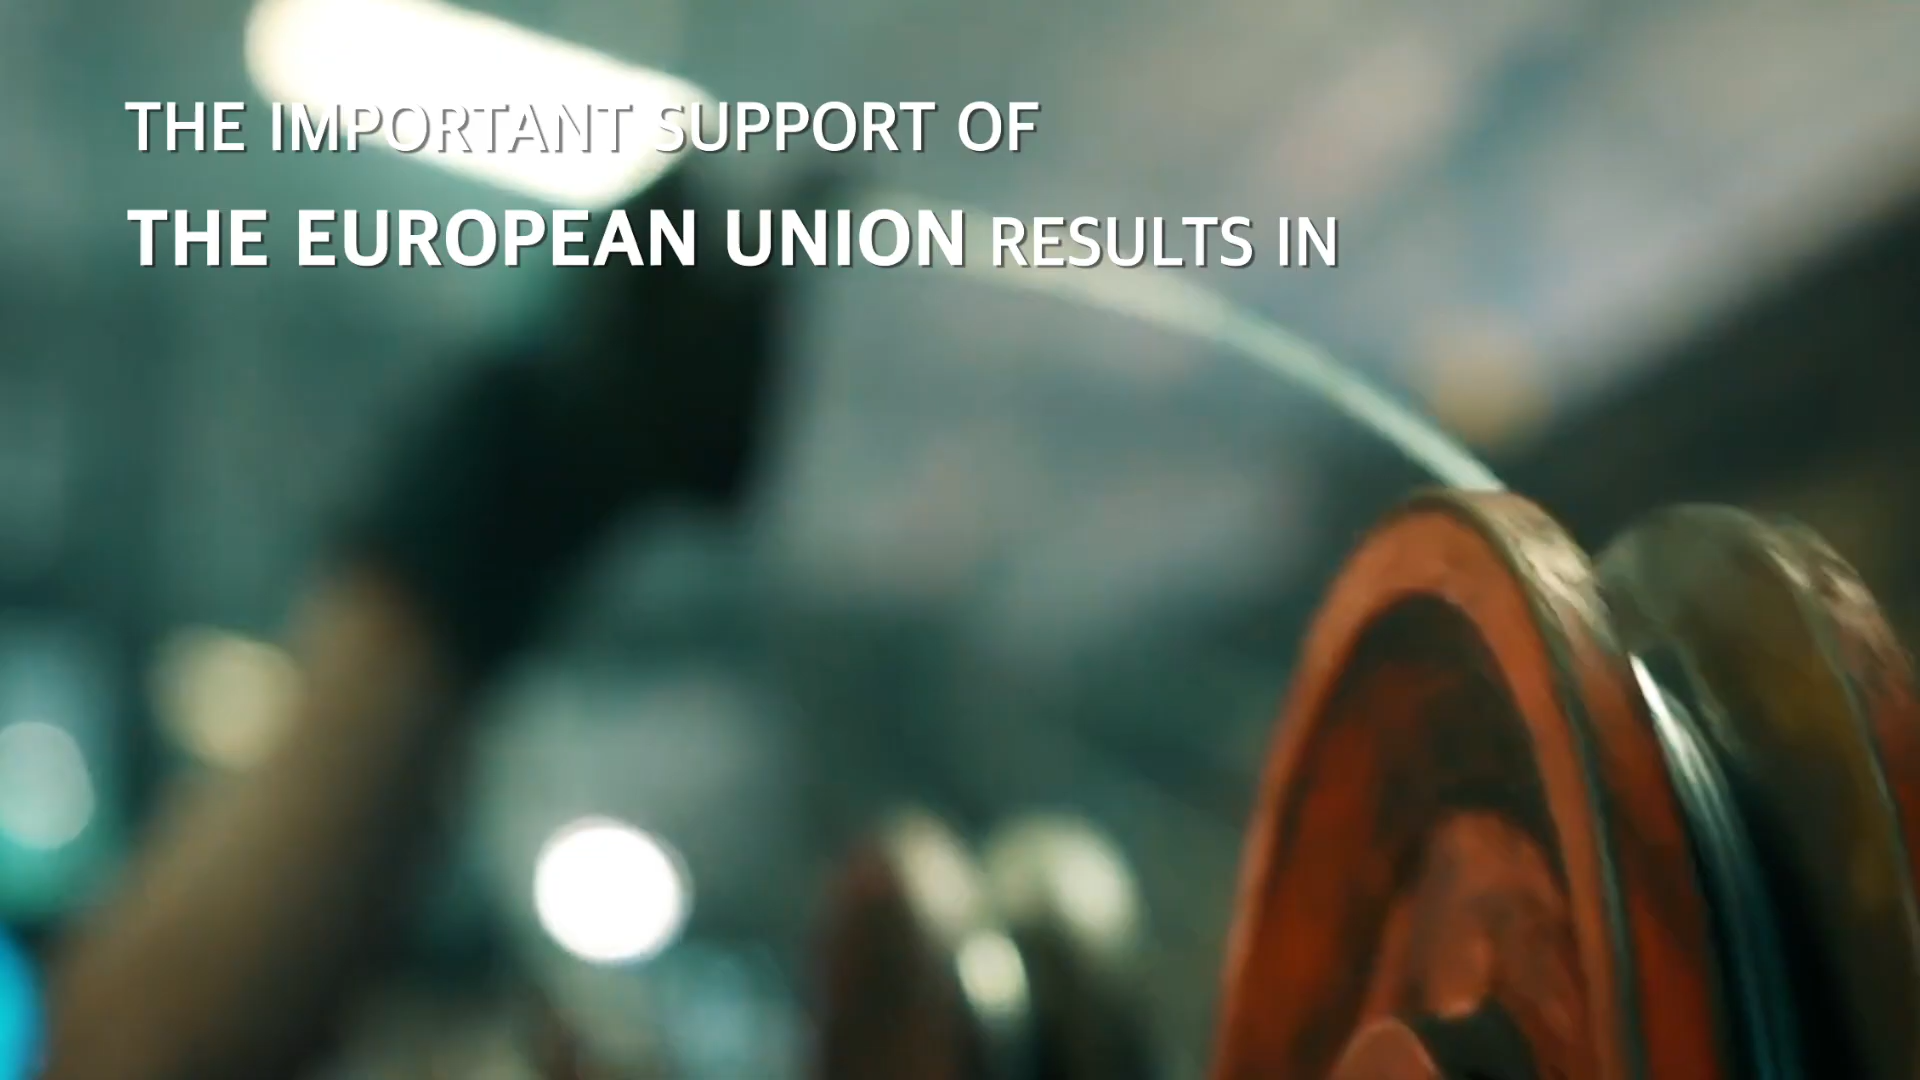 THE IMPORTANT SUPPORT OF
THE EUROPEAN UNION RESULTS IN